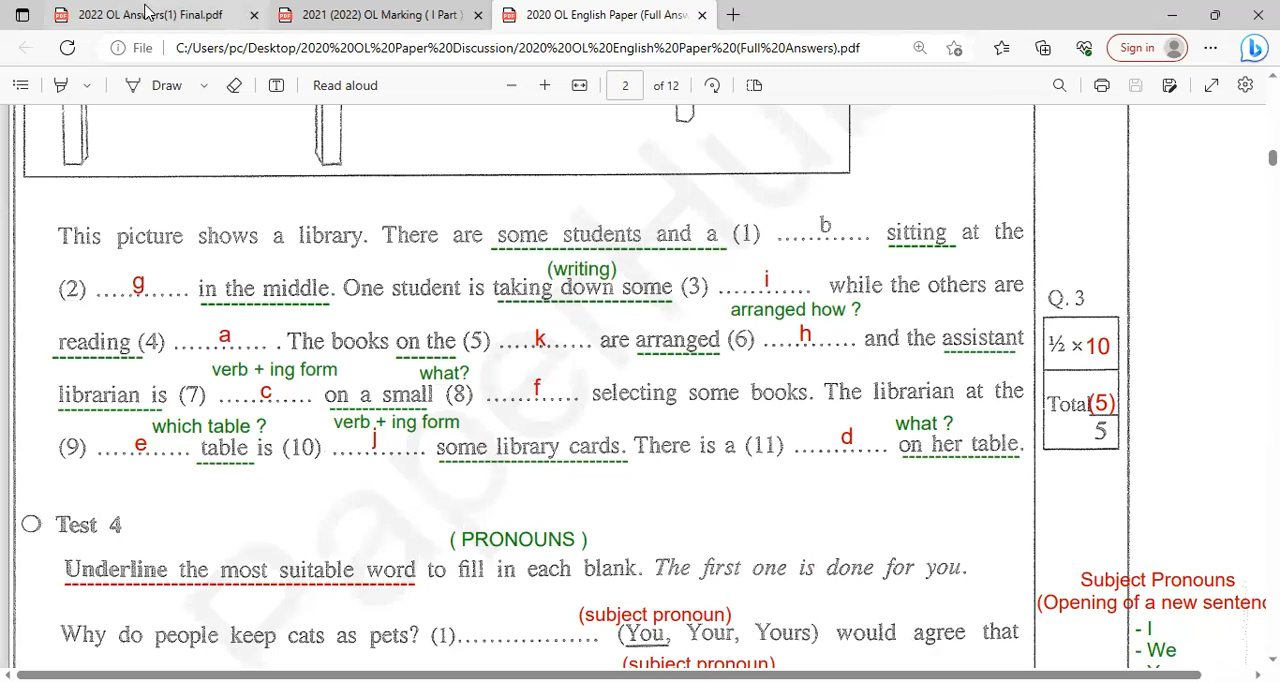 2022 OL Answers(1) Final.pdf
2021 (2022) OL Marking ( I Part )
2020 OL English Paper (Full Answ
Sign in
File
C:/Users/pc/Desktop/2020%20OL%20Paper%20Discussion/2020%20OL%20English%20Paper%20(Full%20Answers).pdf
Draw
Read aloud
2
of 12
This picture shows a library. There are some students and a (1) .....b..... sitting at the
(writing)
(2) .....g..... in the middle. One student is taking down some (3) .....i..... while the others are
arranged how ?
Q. 3
reading (4) .....a..... . The books on the (5) .....k..... are arranged (6) .....h..... and the assistant
½ × 10
verb + ing form
what?
librarian is (7) .....c..... on a small (8) .....f..... selecting some books. The librarian at the
Total (5)
5
which table ?
verb + ing form
what ?
(9) .....e..... table is (10) .....j..... some library cards. There is a (11) .....d..... on her table.
Test 4
( PRONOUNS )
Underline the most suitable word to fill in each blank. The first one is done for you.
Subject Pronouns
(Opening of a new sentenc
(subject pronoun)
- I
Why do people keep cats as pets? (1).................. (You, Your, Yours) would agree that
- We
(subject pronoun)
PaperHub